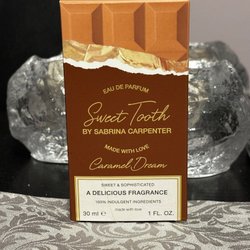 EAU DE PARFUM
Sweet Tooth
BY SABRINA CARPENTER
MADE WITH LOVE
Caramel Dream
SWEET & SOPHISTICATED
A DELICIOUS FRAGRANCE
100% INDULGENT INGREDIENTS
made with love
30 ml e 1 FL. OZ.